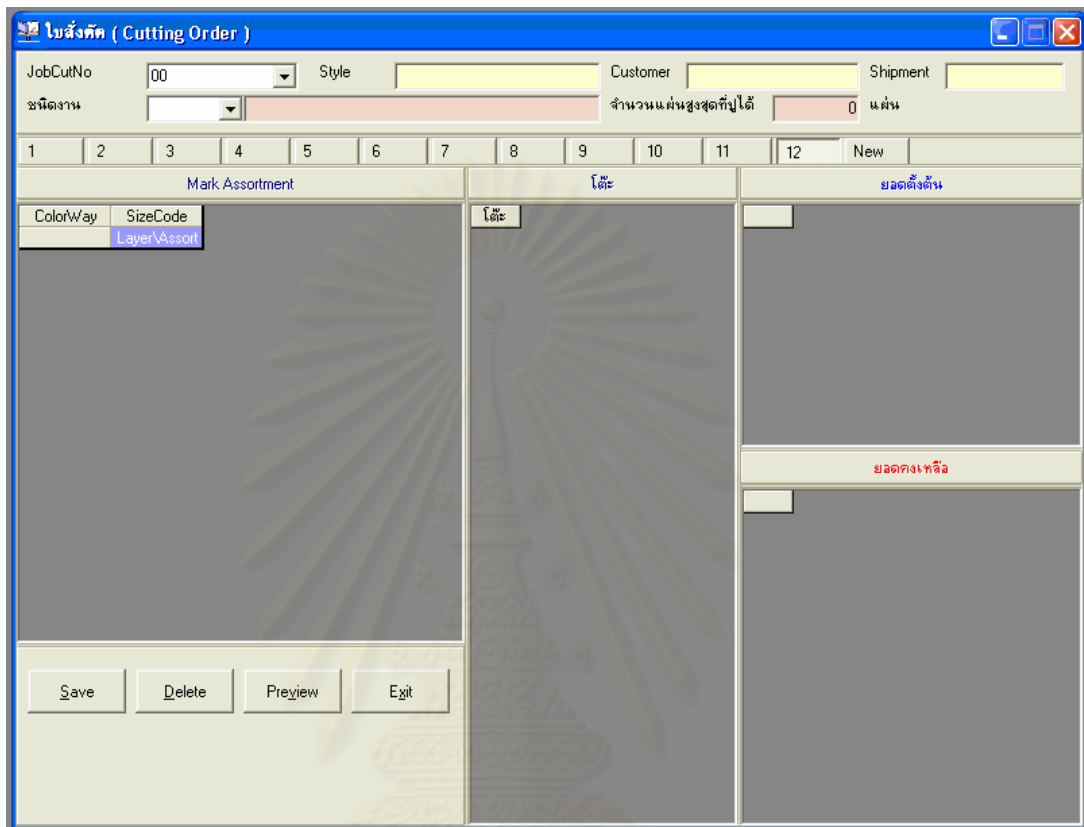 ใบสั่งตัด ( Cutting Order )
JobCutNo 00 Style Customer Shipment
ชนิดงาน จำนวนแผ่นสูงสุดที่ปูได้ 0 แผ่น
1 2 3 4 5 6 7 8 9 10 11 12 New
Mark Assortment โต๊ะ ยอดตั้งต้น
ColorWay SizeCode โต๊ะ
Layer\Assort
ยอดคงเหลือ
Save Delete Preview Exit